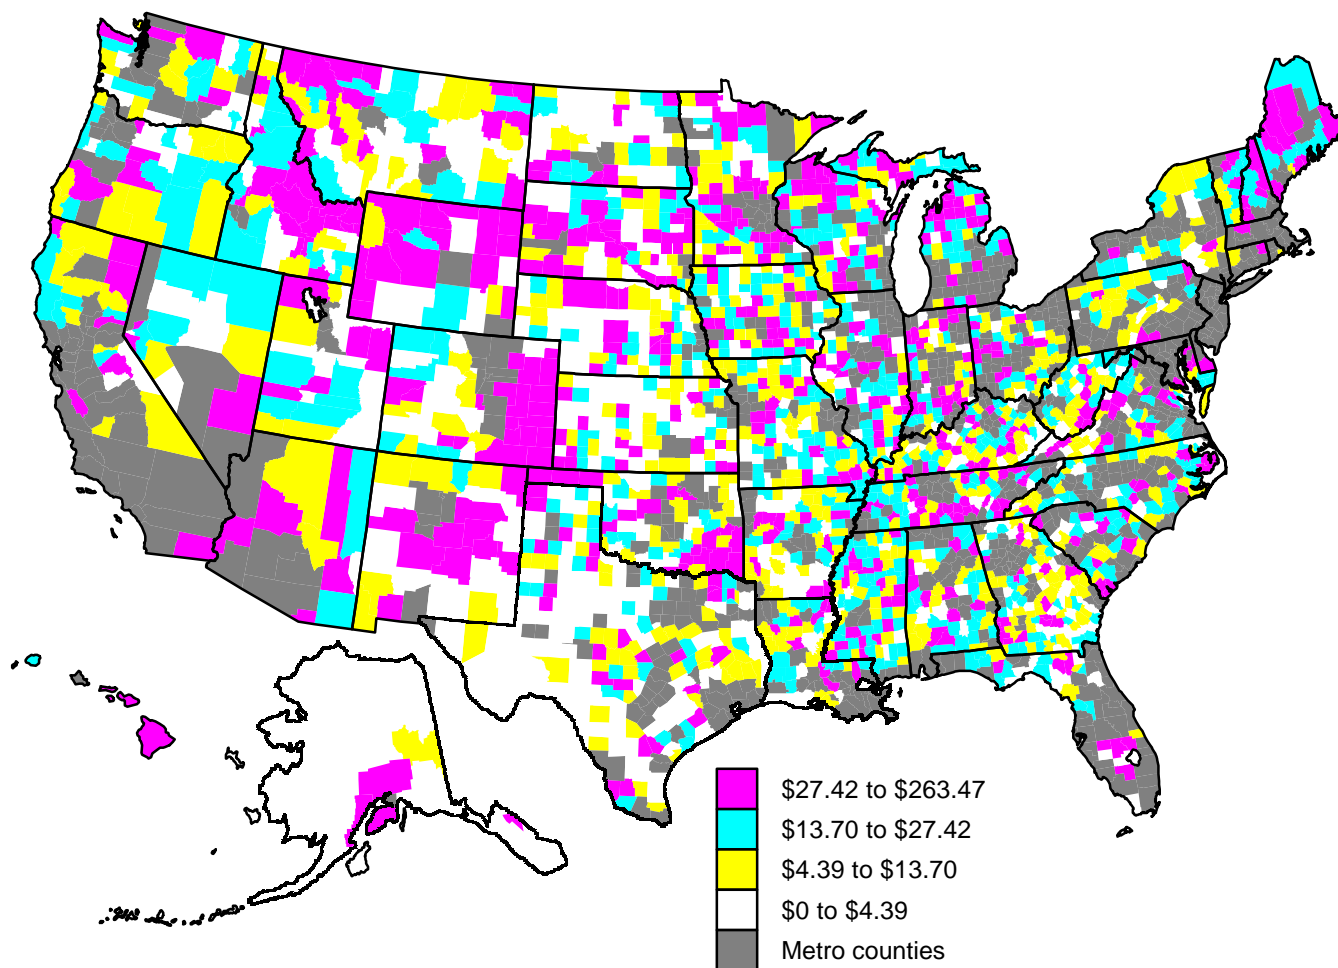 $27.42 to $263.47
$13.70 to $27.42
$4.39 to $13.70
$0 to $4.39
Metro counties